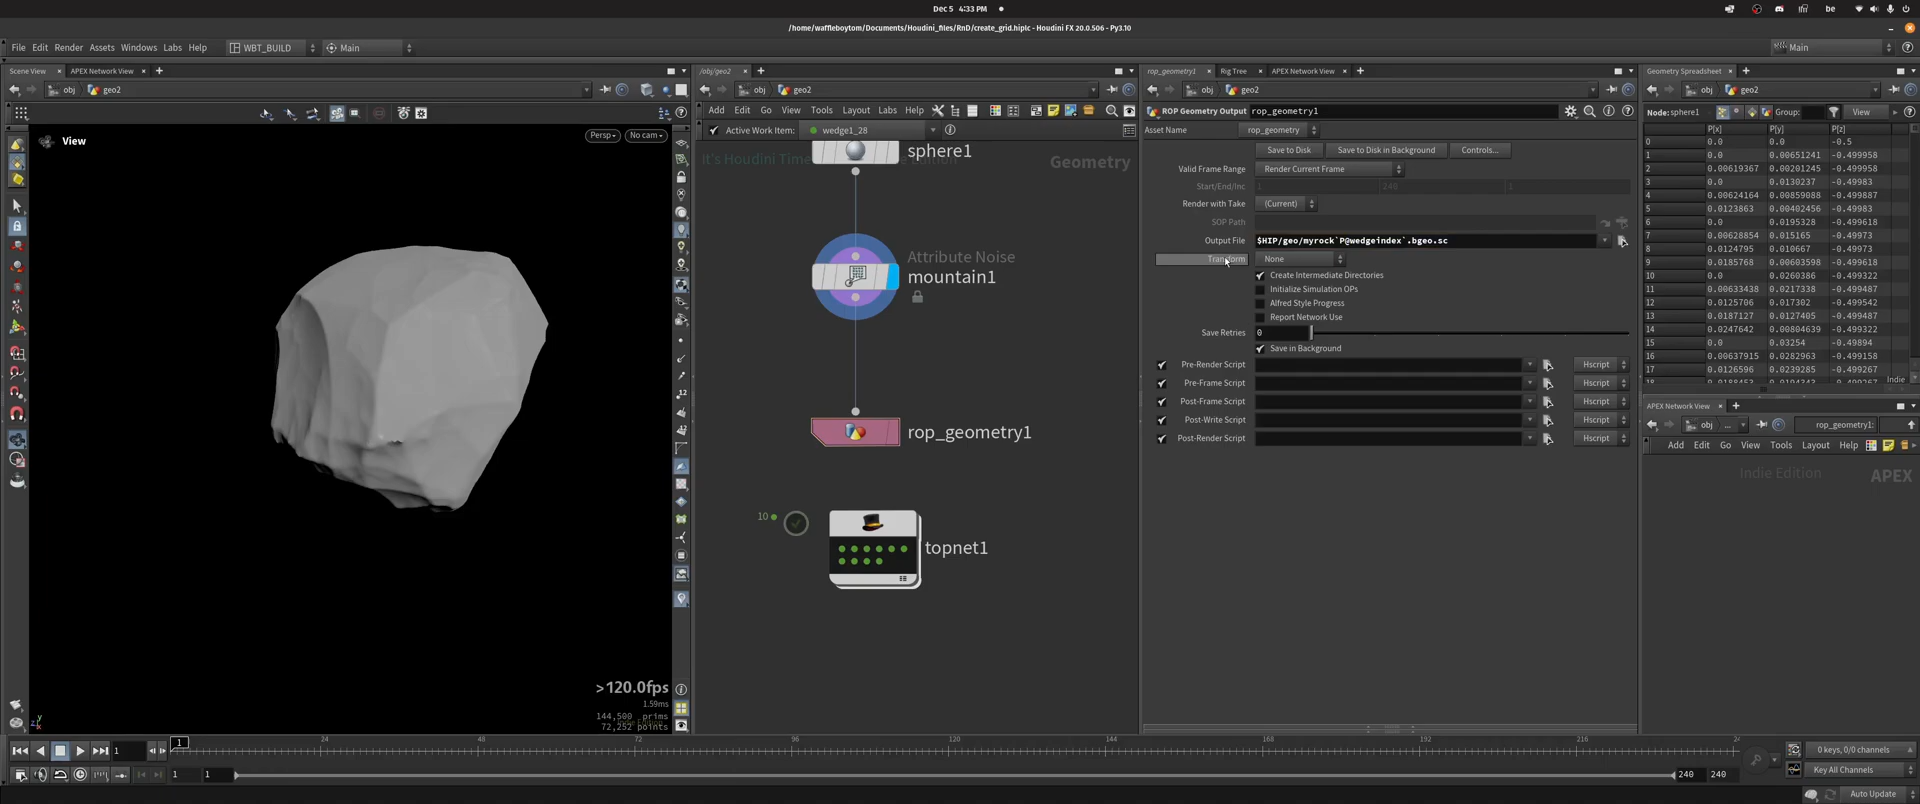 Dec 5 4:33 PM
be
/home/waffleboytom/Documents/Houdini_files/RnD/create_grid.hiplc - Houdini FX 20.0.506 - Py3.10
File Edit Render Assets Windows Labs Help WBT_BUILD Main Main
Scene View APEX Network View
obj geo2
View
Persp No cam
>120.0fps
1.59ms
144,500 prims
72,252 points
/obj/geo2
obj geo2
Add Edit Go View Tools Layout Labs Help
Active Work Item: wedge1_28
It's Houdini Time
Geometry
sphere1
Attribute Noise
mountain1
rop_geometry1
10
topnet1
rop_geometry1 Rig Tree APEX Network View
obj geo2
ROP Geometry Output rop_geometry1
Asset Name rop_geometry
Save to Disk Save to Disk in Background Controls...
Valid Frame Range Render Current Frame
Start/End/Inc 1 240 1
Render with Take (Current)
SOP Path
Output File $HIP/geo/myrock`P@wedgeindex`.bgeo.sc
Transform None
Create Intermediate Directories
Initialize Simulation OPs
Alfred Style Progress
Report Network Use
Save Retries 0
Save in Background
Pre-Render Script Hscript
Pre-Frame Script Hscript
Post-Frame Script Hscript
Post-Write Script Hscript
Post-Render Script Hscript
Geometry Spreadsheet
obj geo2
Node: sphere1 Group: View
P[x] P[y] P[z]
0 0.0 0.0 -0.5
1 0.0 0.00651241 -0.499958
2 0.00619367 0.00201245 -0.499958
3 0.0 0.0130237 -0.49983
4 0.00624164 0.00859088 -0.49983
5 0.0123863 0.00402456 -0.49983
6 0.0 0.0195328 -0.499618
7 0.00628854 0.015165 -0.49973
8 0.0124795 0.010667 -0.49973
9 0.0185768 0.00603598 -0.499618
10 0.0 0.0260386 -0.499322
11 0.00633438 0.0217338 -0.499487
12 0.0125706 0.017302 -0.499542
13 0.0187127 0.0127405 -0.499487
14 0.0247642 0.00804639 -0.499322
15 0.0 0.03254 -0.49894
16 0.00637915 0.0282963 -0.499158
17 0.0126596 0.0239285 -0.499267
Indie
APEX Network View
obj ... rop_geometry1:
Add Edit Go View Tools Layout Help
Indie Edition APEX
1
1 24 48 72 96 120 144 168 192 216
0 keys, 0/0 channels
1 1 240 240
Key All Channels
Auto Update